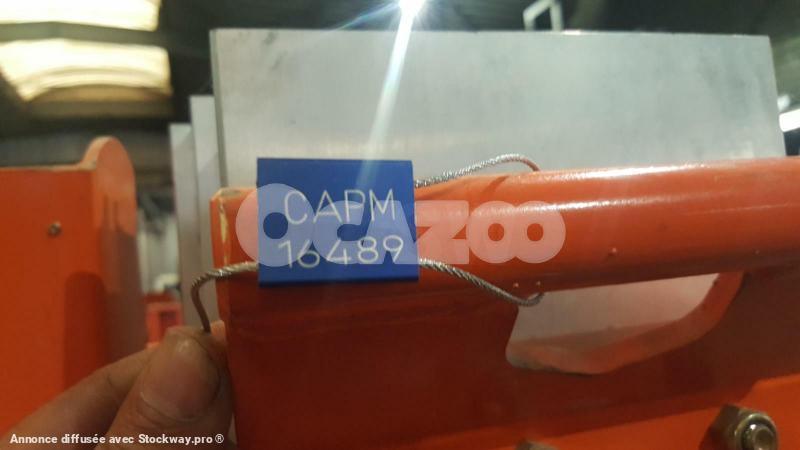 CAPM
16489
OCAZOO
Annonce diffusée avec Stockway.pro ®